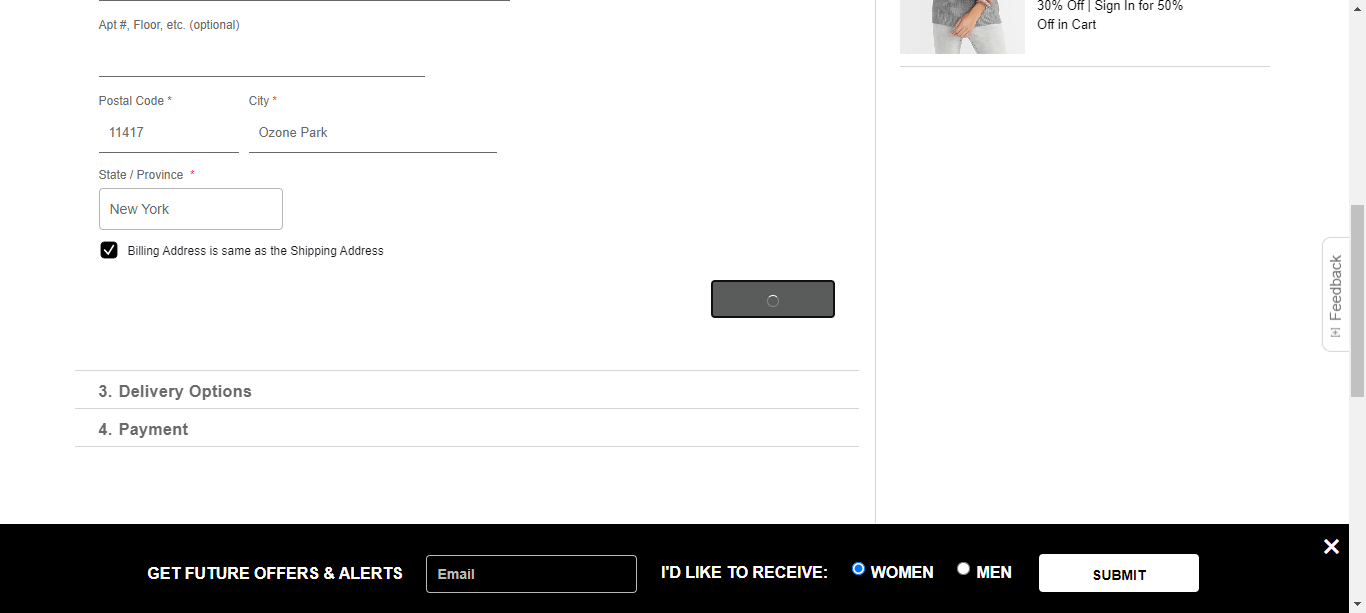 30% Off | Sign In for 50%
Off in Cart
Apt #, Floor, etc. (optional)
Postal Code * City *
11417 Ozone Park
State / Province *
New York
Billing Address is same as the Shipping Address
Feedback
3. Delivery Options
4. Payment
GET FUTURE OFFERS & ALERTS Email I'D LIKE TO RECEIVE: WOMEN MEN SUBMIT